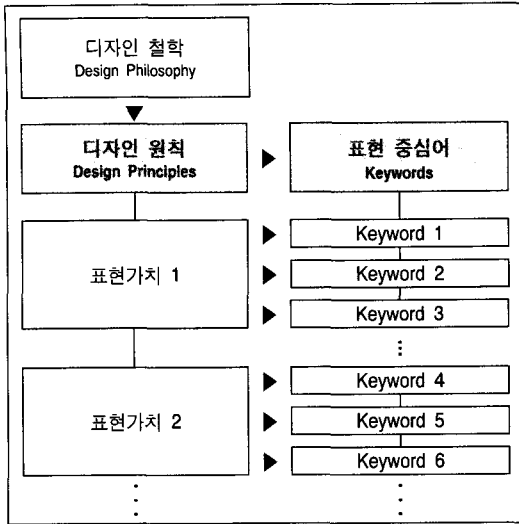 디자인 철학
Design Philosophy
디자인 원칙
Design Principles
표현 중심어
Keywords
표현가치 1
Keyword 1
Keyword 2
Keyword 3
표현가치 2
Keyword 4
Keyword 5
Keyword 6